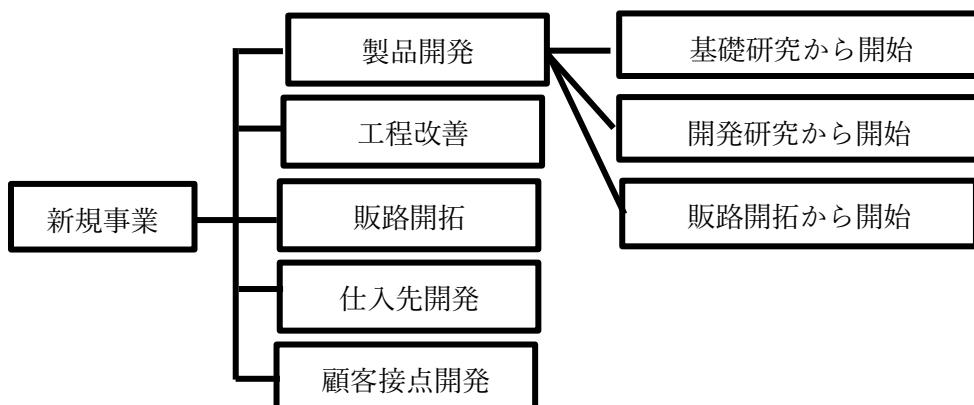 製品開発
基礎研究から開始
工程改善
開発研究から開始
新規事業
販路開拓
販路開拓から開始
仕入先開発
顧客接点開発